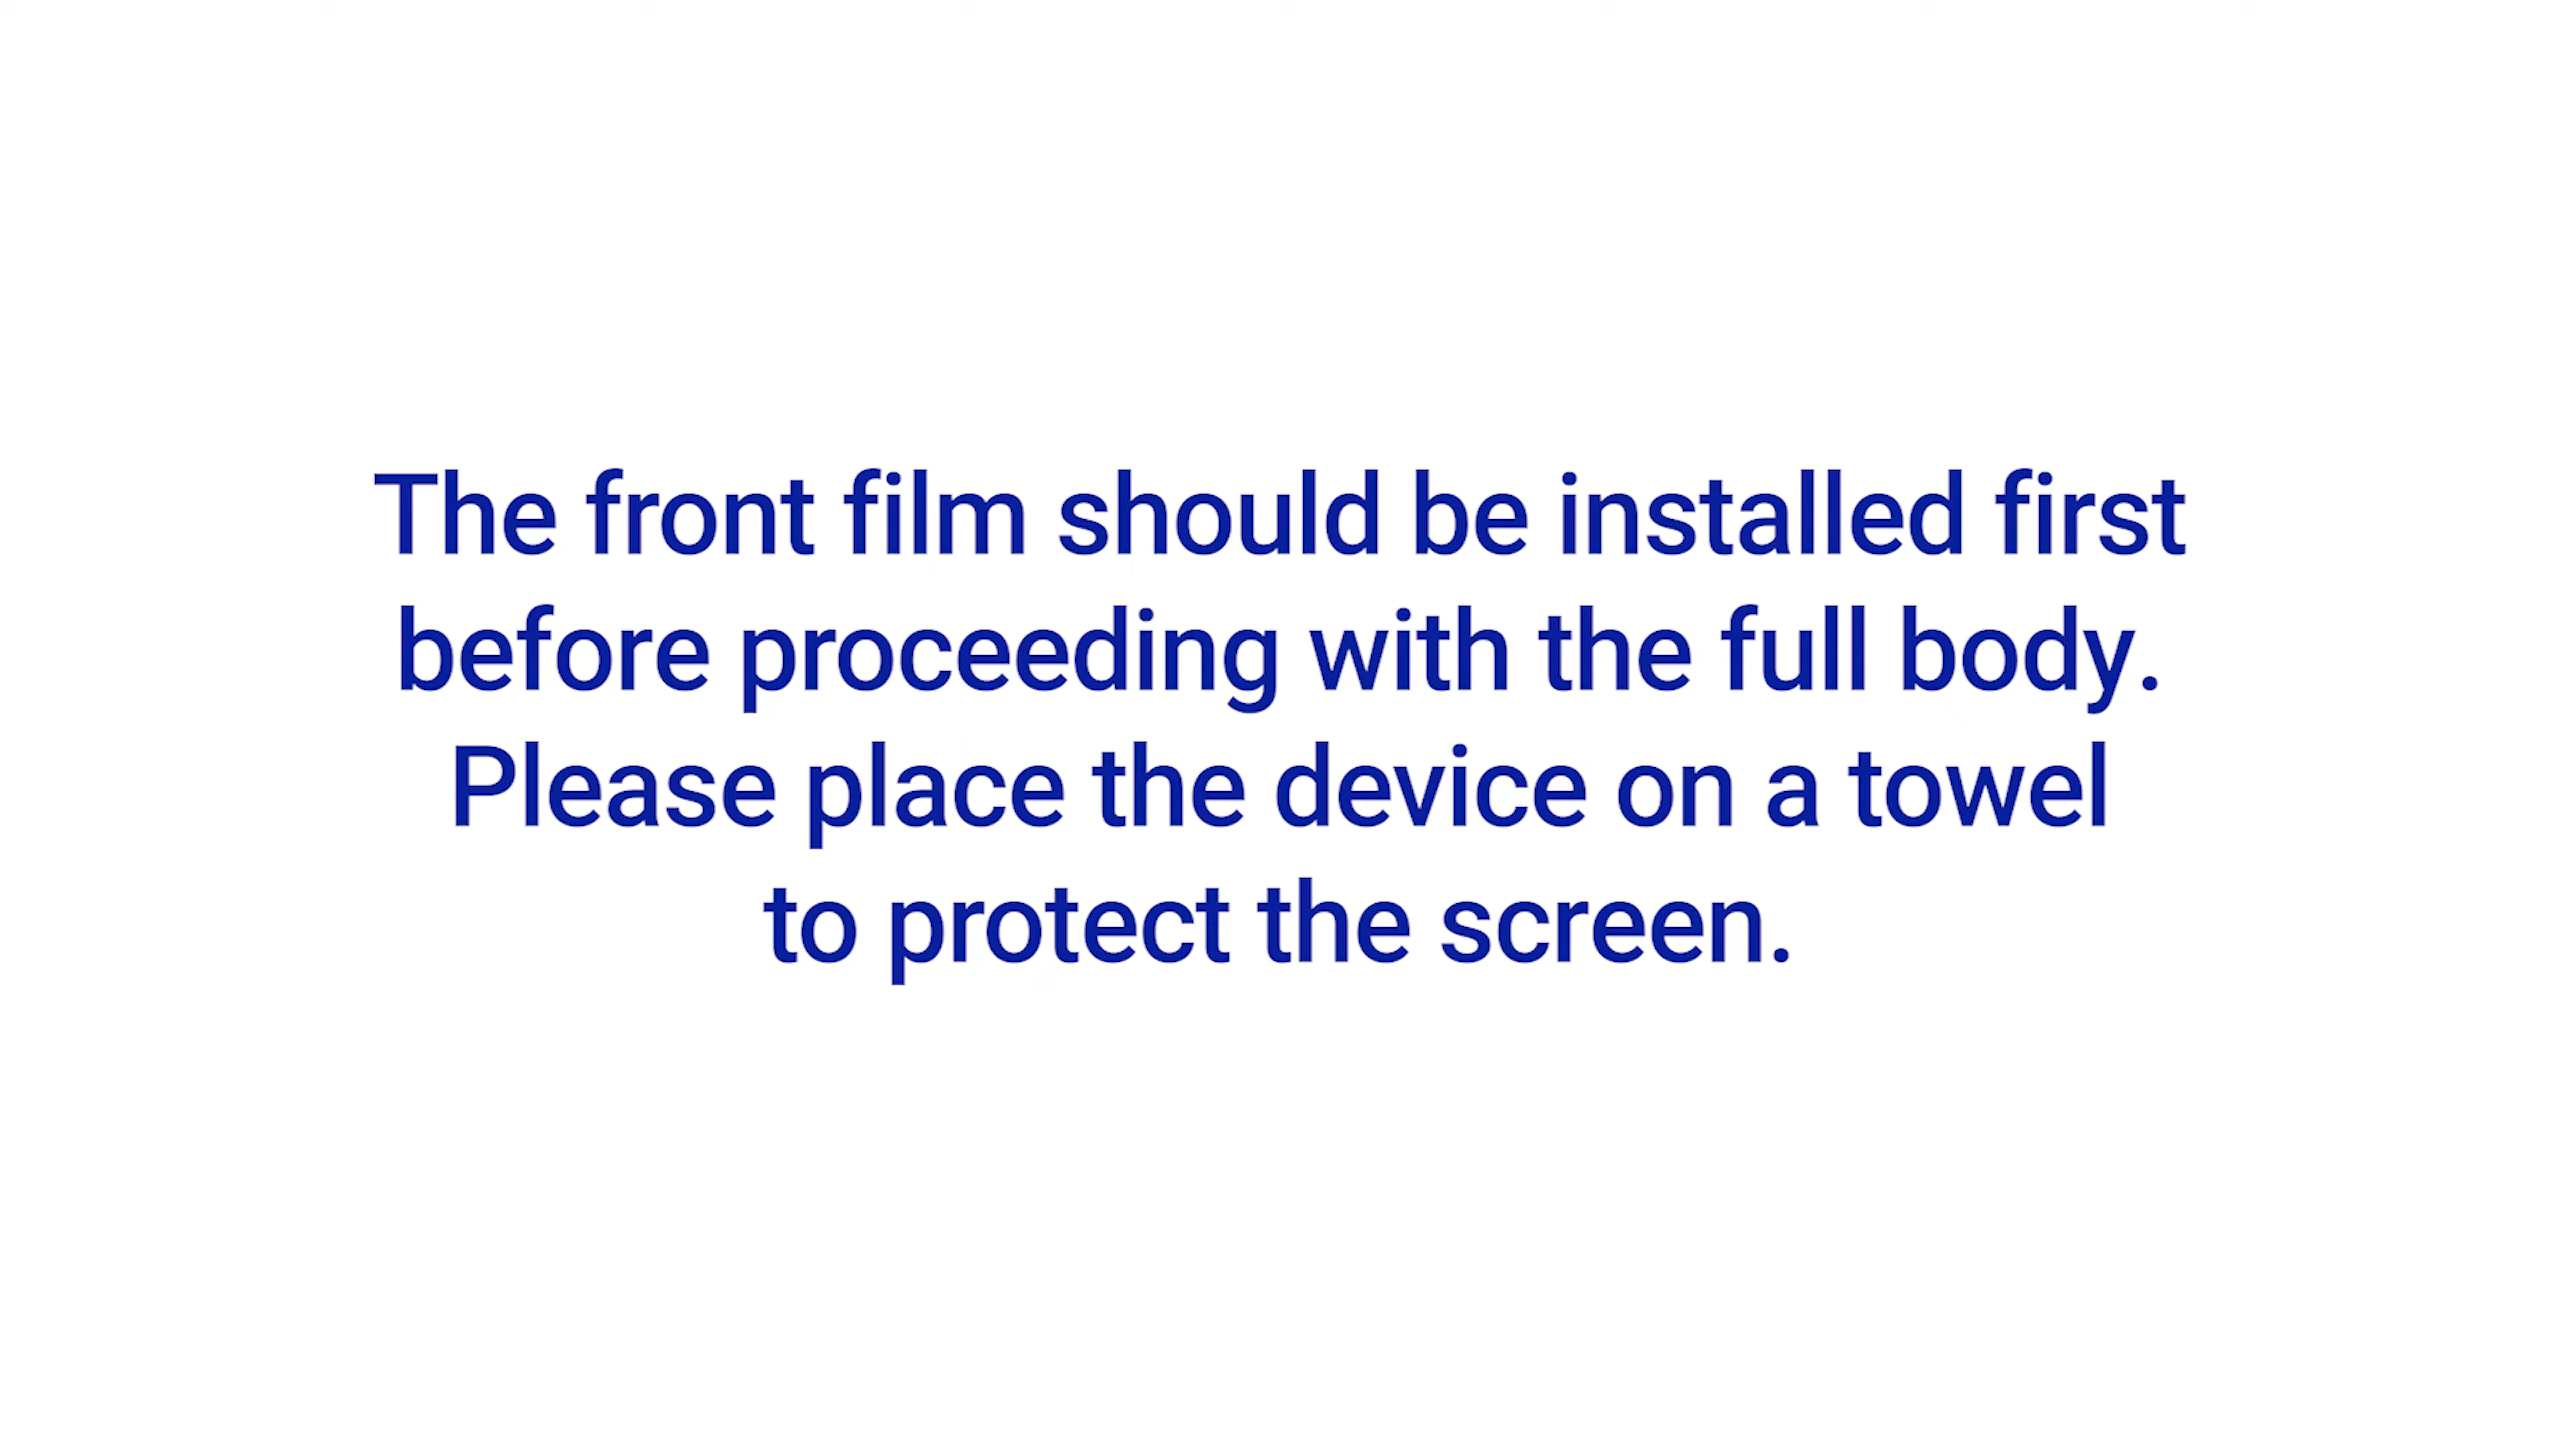 The front film should be installed first
before proceeding with the full body.
Please place the device on a towel
to protect the screen.